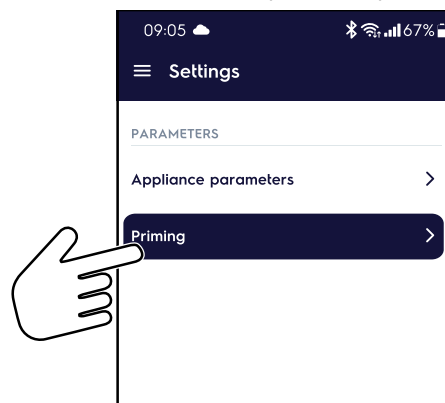 09:05 67%
Settings
PARAMETERS
Appliance parameters
Priming